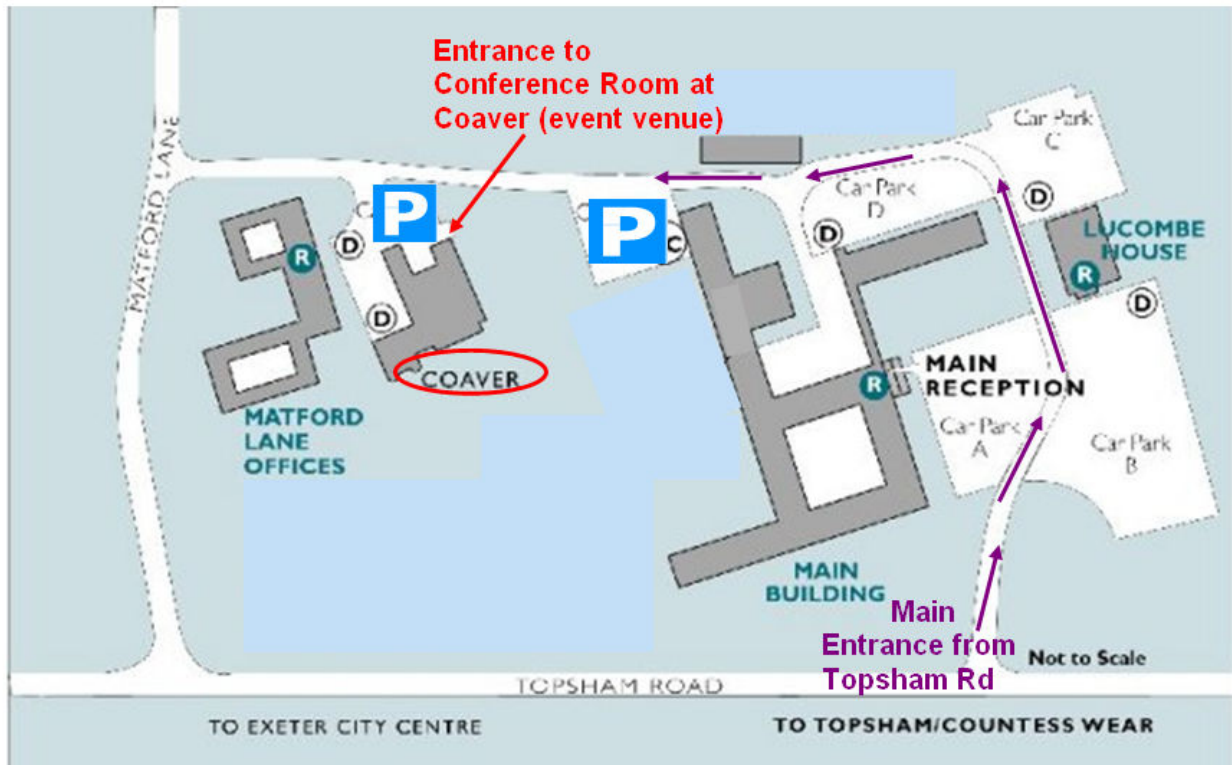 Entrance to
Conference Room at
Coaver (event venue)
MATFORD LANE
P
P
C
D
D
R
Car Park
C
Car Park
D
D
D
LUCOMBE
HOUSE
R
D
COAVER
MATFORD
LANE
OFFICES
MAIN
RECEPTION
R
Car Park
A
Car Park
B
MAIN
BUILDING
Main
Entrance from
Topsham Rd
Not to Scale
TOPSHAM ROAD
TO EXETER CITY CENTRE
TO TOPSHAM/COUNTESS WEAR